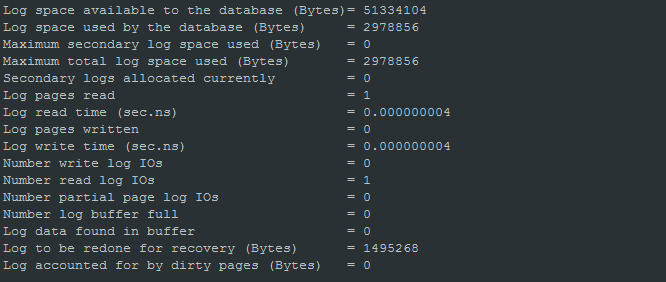 Log space available to the database (Bytes)= 51334104
Log space used by the database (Bytes)     = 2978856
Maximum secondary log space used (Bytes)   = 0
Maximum total log space used (Bytes)       = 2978856
Secondary logs allocated currently         = 0
Log pages read                             = 1
Log read time (sec.ns)                     = 0.000000004
Log pages written                          = 0
Log write time (sec.ns)                    = 0.000000004
Number write log IOs                       = 0
Number read log IOs                        = 1
Number partial page log IOs                = 0
Number log buffer full                     = 0
Log data found in buffer                   = 0
Log to be redone for recovery (Bytes)      = 1495268
Log accounted for by dirty pages (Bytes)   = 0